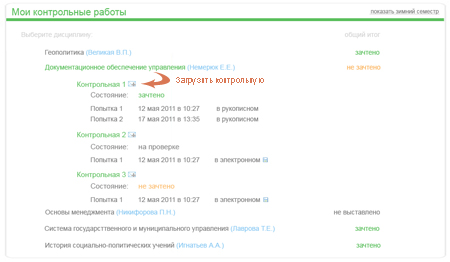 Мои контрольные работы показать зимний семестр
Выберите дисциплину общий итог
Геополитика (Великая В.П.) зачтено
Документационное обеспечение управления (Немерюк Е.Е.) не зачтено
Контрольная 1 Загрузить контрольную
Состояние: зачтено
Попытка 1 12 мая 2011 в 10:27 в рукописном
Попытка 2 17 мая 2011 в 13:35 в рукописном
Контрольная 2
Состояние: на проверке
Попытка 1 12 мая 2011 в 10:27 в электронном
Контрольная 3
Состояние: не зачтено
Попытка 1 12 мая 2011 в 10:27 в электронном
Основы менеджмента (Никифорова П.Н.) не выставлено
Система государственного и муниципального управления (Лаврова Т.Е.) зачтено
История социально-политических учений (Игнатьев А.А.) зачтено